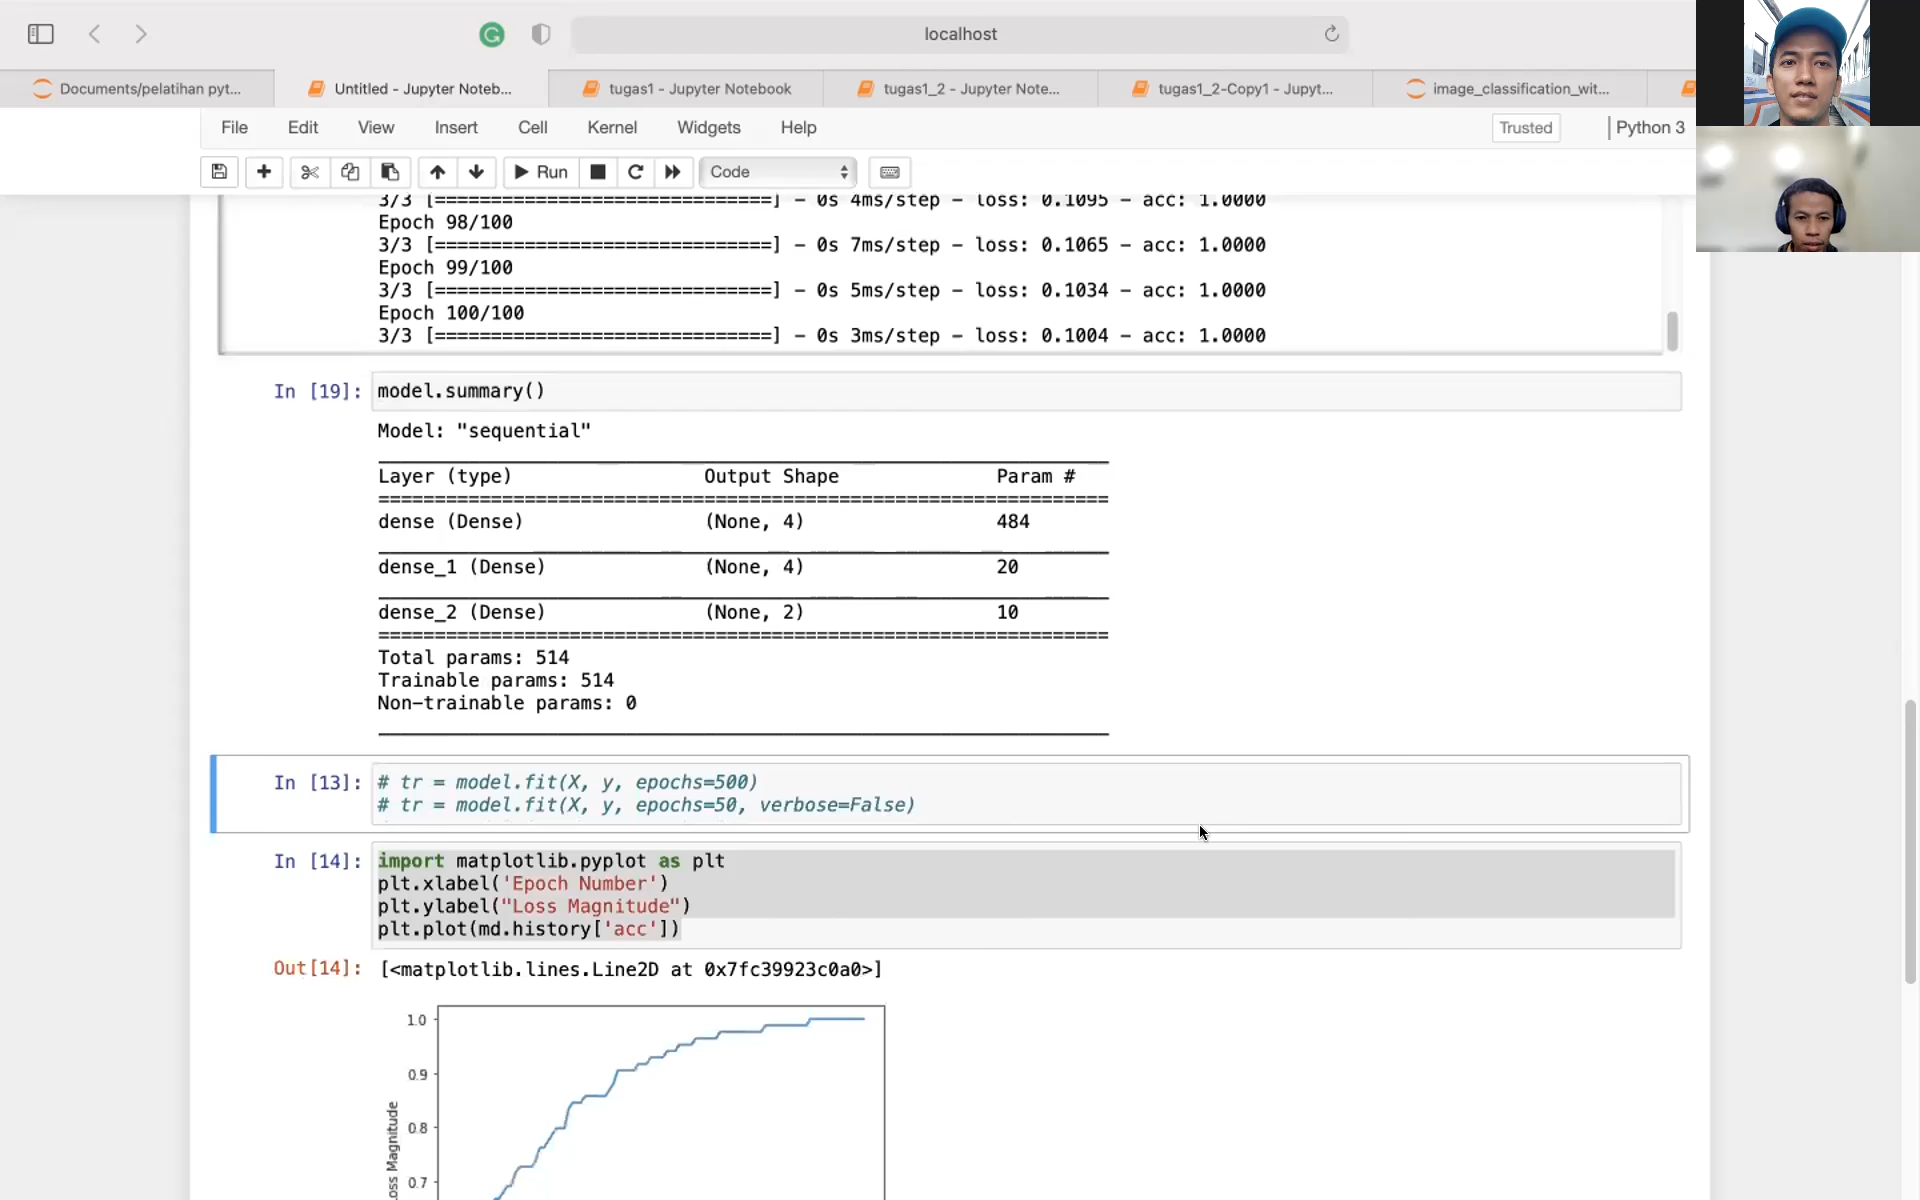 localhost
Documents/pelatihan pyt...
Untitled - Jupyter Noteb...
tugas1 - Jupyter Notebook
tugas1_2 - Jupyter Note...
tugas1_2-Copy1 - Jupyt...
image_classification_wit...
File Edit View Insert Cell Kernel Widgets Help Trusted Python 3
Run Code
3/3 [==============================] - 0s 4ms/step - loss: 0.1095 - acc: 1.0000
Epoch 98/100
3/3 [==============================] - 0s 7ms/step - loss: 0.1065 - acc: 1.0000
Epoch 99/100
3/3 [==============================] - 0s 5ms/step - loss: 0.1034 - acc: 1.0000
Epoch 100/100
3/3 [==============================] - 0s 3ms/step - loss: 0.1004 - acc: 1.0000
In [19]: model.summary()
Model: "sequential"
Layer (type) Output Shape Param #
=================================================================
dense (Dense) (None, 4) 484
dense_1 (Dense) (None, 4) 20
dense_2 (Dense) (None, 2) 10
=================================================================
Total params: 514
Trainable params: 514
Non-trainable params: 0
In [13]: # tr = model.fit(X, y, epochs=500)
# tr = model.fit(X, y, epochs=50, verbose=False)
In [14]: import matplotlib.pyplot as plt
plt.xlabel('Epoch Number')
plt.ylabel("Loss Magnitude")
plt.plot(md.history['acc'])
Out[14]: [<matplotlib.lines.Line2D at 0x7fc39923c0a0>]
1.0
0.9
0.8
0.7
Magnitude